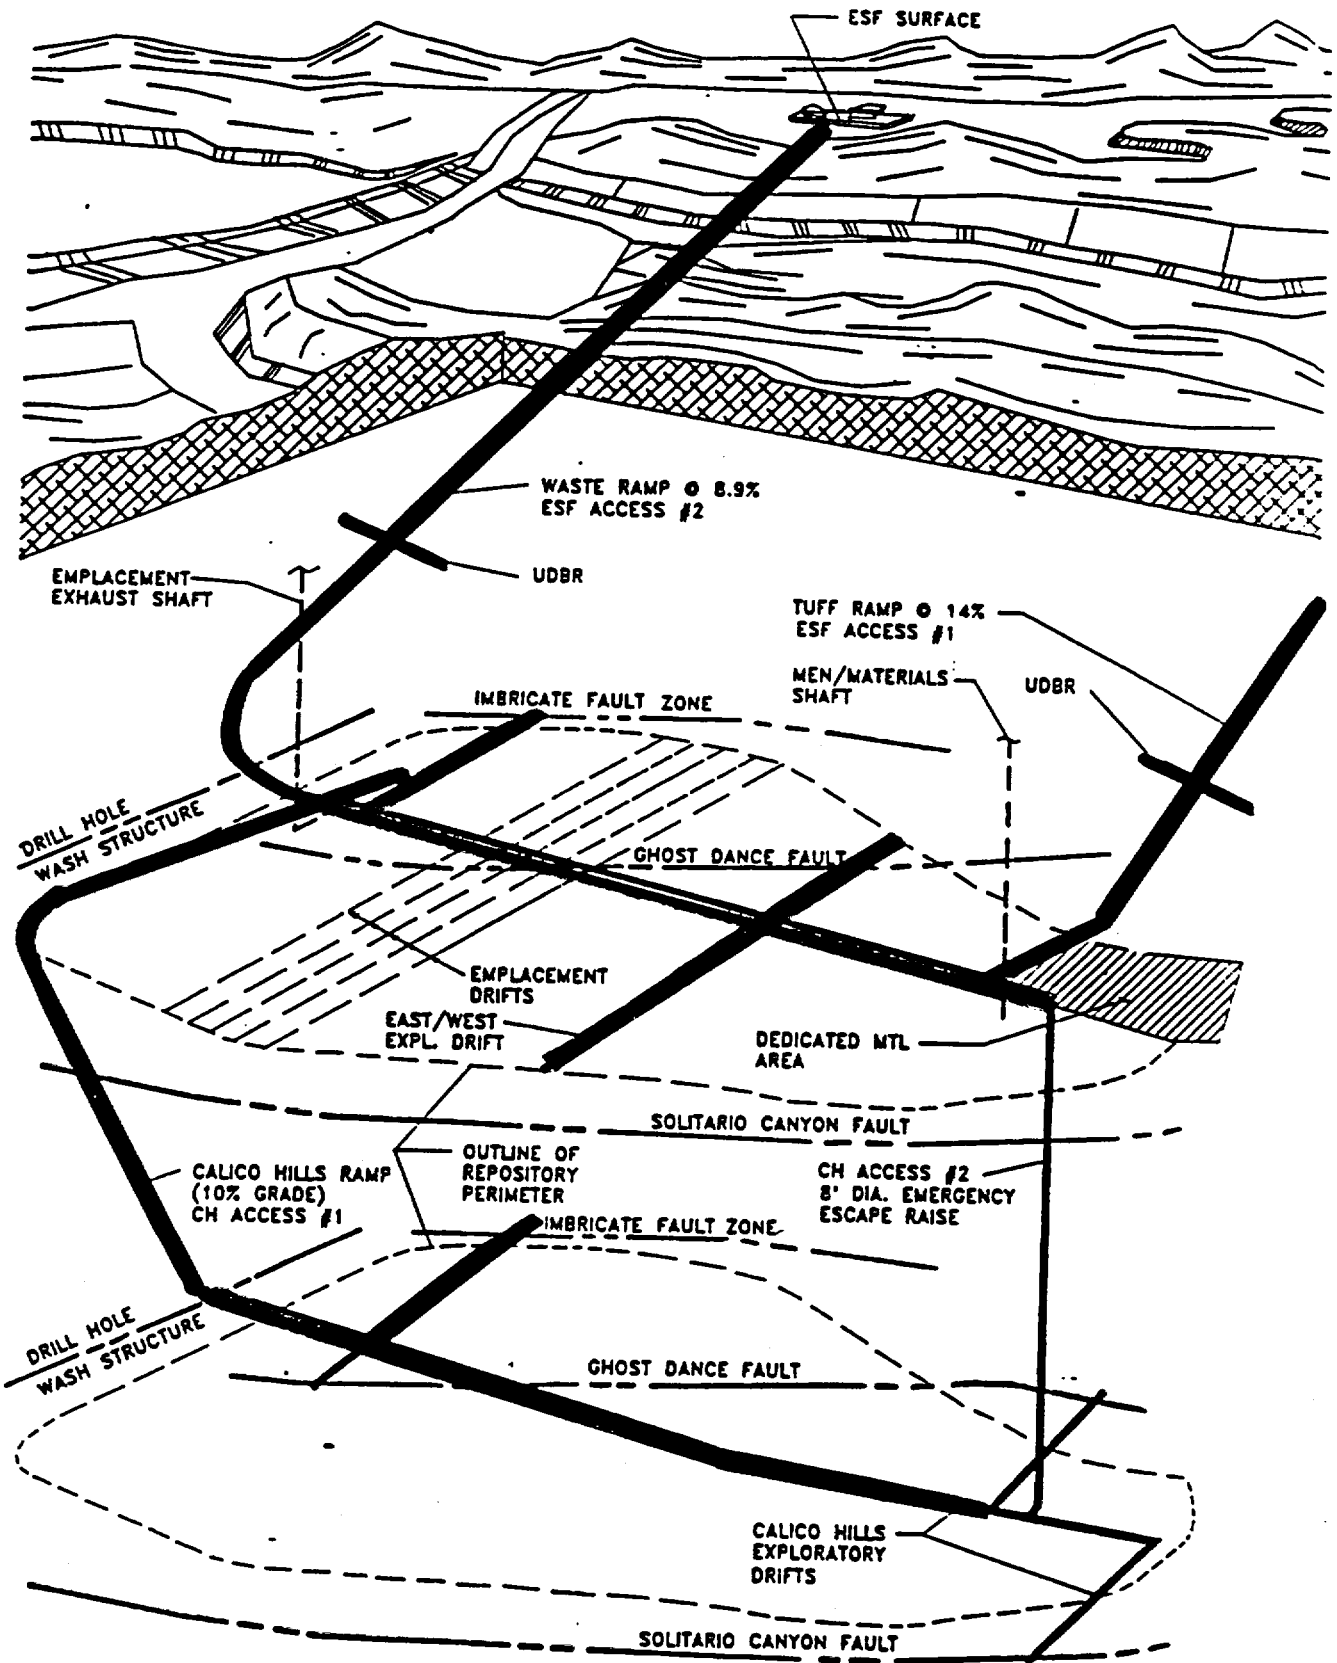 ESF SURFACE
WASTE RAMP @ 8.9%
ESF ACCESS #2
UDBR
EMPLACEMENT
EXHAUST SHAFT
TUFF RAMP @ 14%
ESF ACCESS #1
MEN/MATERIALS
SHAFT
UDBR
IMBRICATE FAULT ZONE
DRILL HOLE
WASH STRUCTURE
GHOST DANCE FAULT
EMPLACEMENT
DRIFTS
EAST/WEST
EXPL. DRIFT
DEDICATED MTL
AREA
SOLITARIO CANYON FAULT
OUTLINE OF
REPOSITORY
PERIMETER
CALICO HILLS RAMP
(10% GRADE)
CH ACCESS #1
CH ACCESS #2
8' DIA. EMERGENCY
ESCAPE RAISE
IMBRICATE FAULT ZONE
DRILL HOLE
WASH STRUCTURE
GHOST DANCE FAULT
CALICO HILLS
EXPLORATORY
DRIFTS
SOLITARIO CANYON FAULT